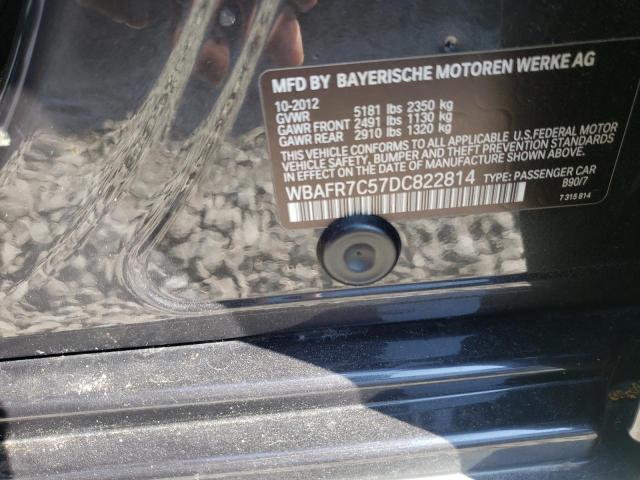 MFD BY BAYERISCHE MOTOREN WERKE AG
10-2012
GVWR 5181 lbs 2350 kg
GAWR FRONT 2491 lbs 1130 kg
GAWR REAR 2910 lbs 1320 kg
THIS VEHICLE CONFORMS TO ALL APPLICABLE U.S.FEDERAL MOTOR
VEHICLE SAFETY, BUMPER AND THEFT PREVENTION STANDARDS
IN EFFECT ON THE DATE OF MANUFACTURE SHOWN ABOVE.
WBAFR7C57DC822814 TYPE: PASSENGER CAR
B90/7
7 315 814